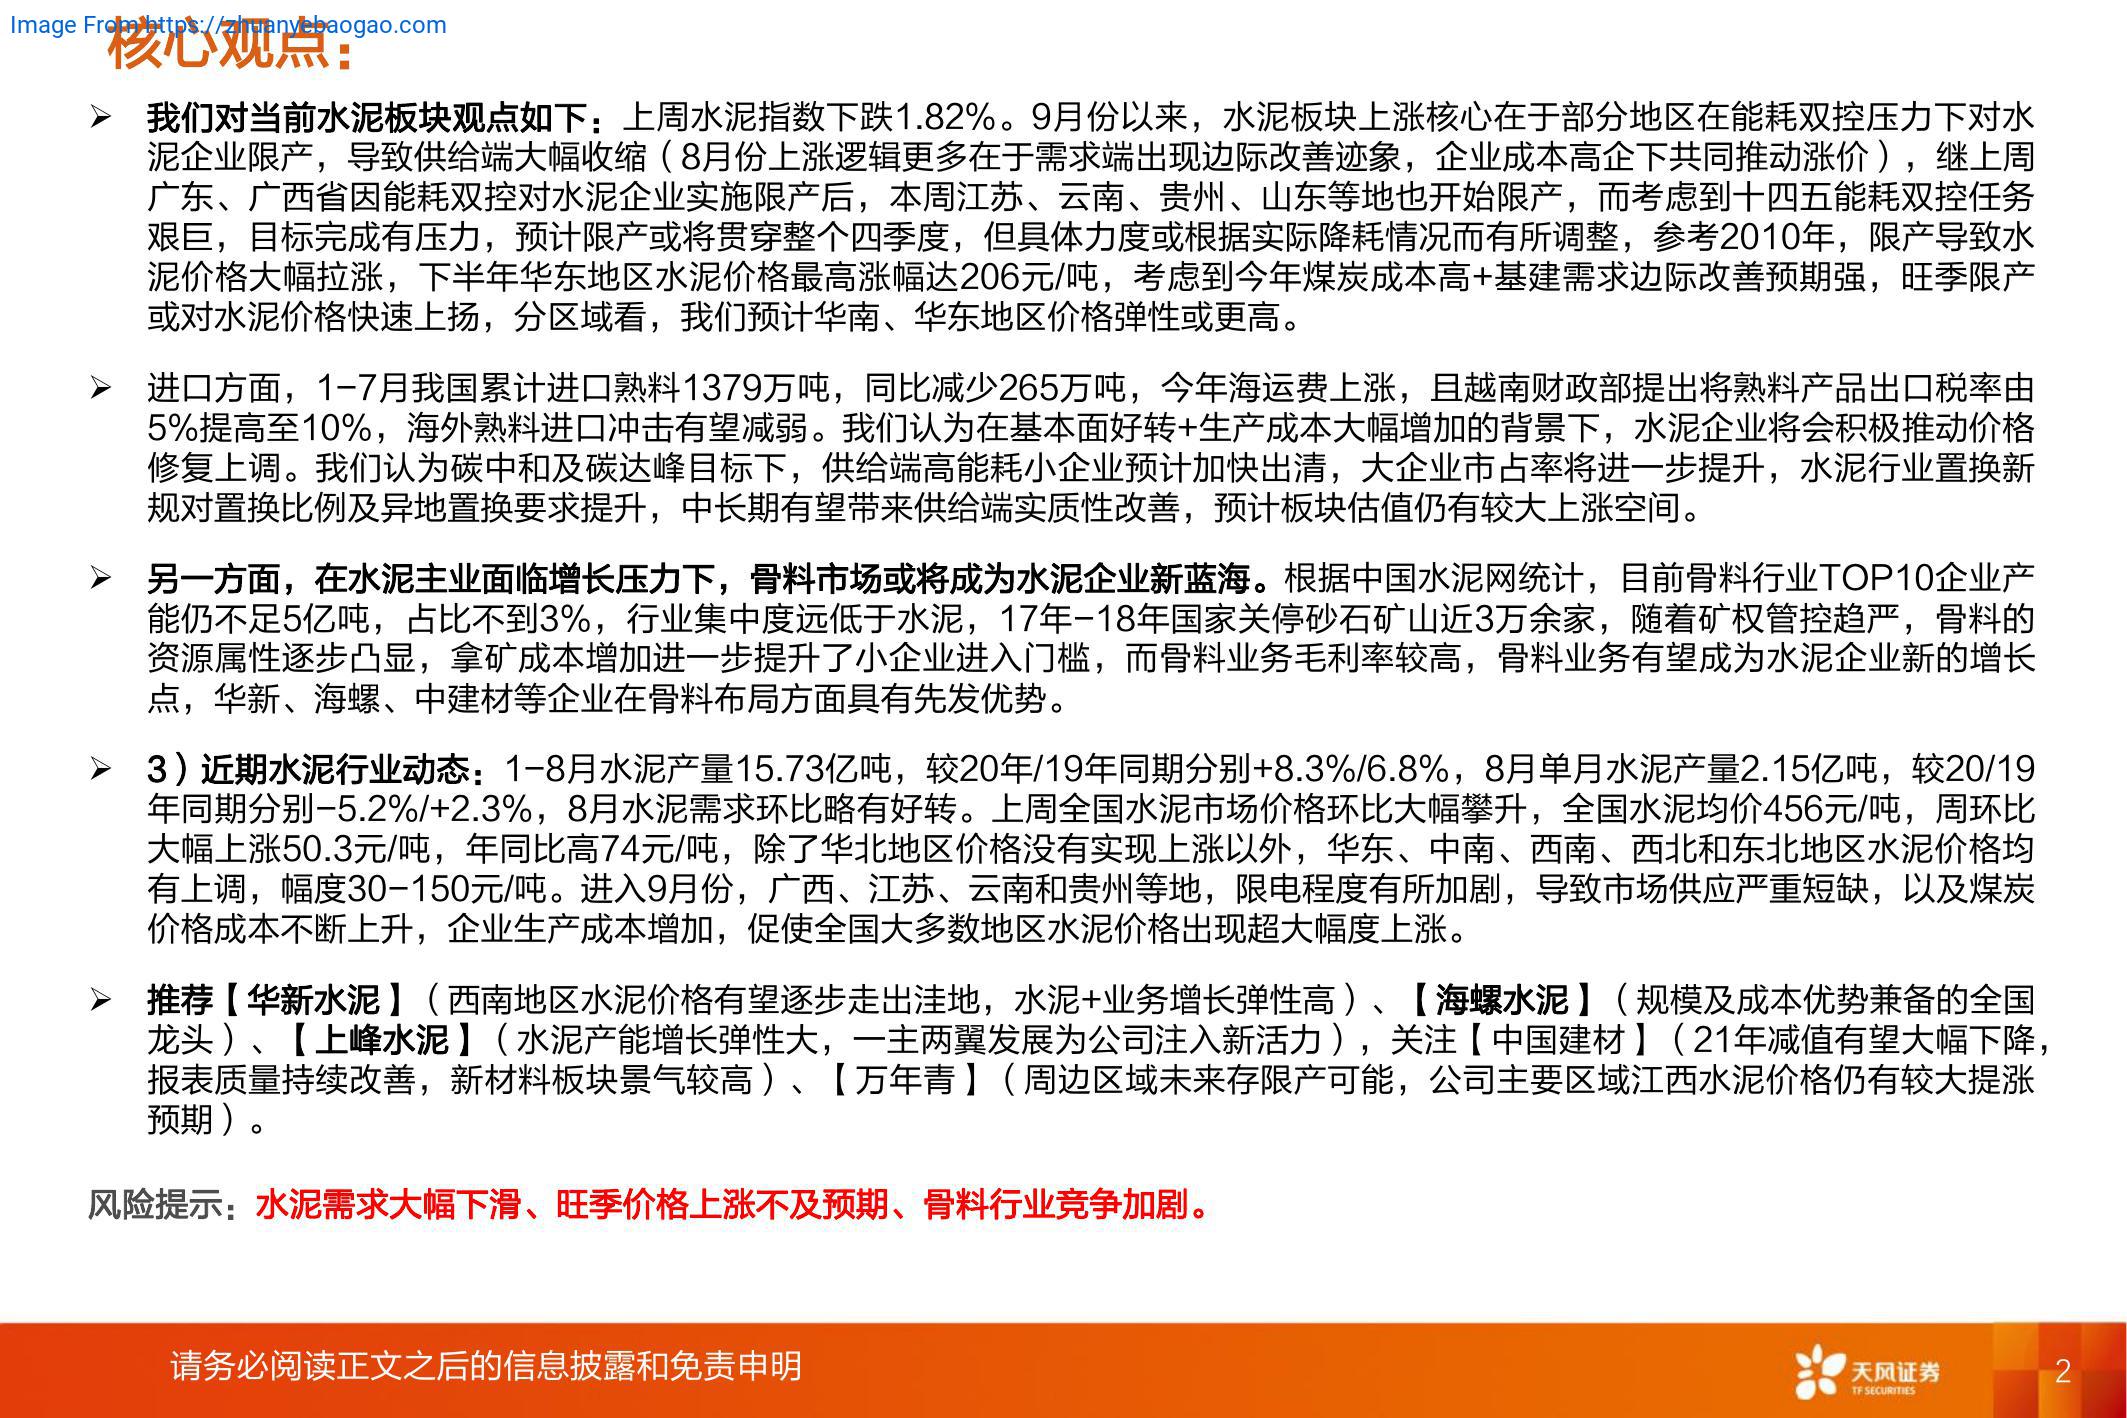 Image From https://zhuanyebaogao.com
核心观点：
➢ 我们对当前水泥板块观点如下：上周水泥指数下跌1.82%。9月份以来，水泥板块上涨核心在于部分地区在能耗双控压力下对水
泥企业限产，导致供给端大幅收缩（8月份上涨逻辑更多在于需求端出现边际改善迹象，企业成本高企下共同推动涨价），继上周
广东、广西省因能耗双控对水泥企业实施限产后，本周江苏、云南、贵州、山东等地也开始限产，而考虑到十四五能耗双控任务
艰巨，目标完成有压力，预计限产或将贯穿整个四季度，但具体力度或根据实际降耗情况而有所调整，参考2010年，限产导致水
泥价格大幅拉涨，下半年华东地区水泥价格最高涨幅达206元/吨，考虑到今年煤炭成本高+基建需求边际改善预期强，旺季限产
或对水泥价格快速上扬，分区域看，我们预计华南、华东地区价格弹性或更高。
➢ 进口方面，1-7月我国累计进口熟料1379万吨，同比减少265万吨，今年海运费上涨，且越南财政部提出将熟料产品出口税率由
5%提高至10%，海外熟料进口冲击有望减弱。我们认为在基本面好转+生产成本大幅增加的背景下，水泥企业将会积极推动价格
修复上调。我们认为碳中和及碳达峰目标下，供给端高能耗小企业预计加快出清，大企业市占率将进一步提升，水泥行业置换新
规对置换比例及异地置换要求提升，中长期有望带来供给端实质性改善，预计板块估值仍有较大上涨空间。
➢ 另一方面，在水泥主业面临增长压力下，骨料市场或将成为水泥企业新蓝海。根据中国水泥网统计，目前骨料行业TOP10企业产
能仍不足5亿吨，占比不到3%，行业集中度远低于水泥，17年-18年国家关停砂石矿山近3万余家，随着矿权管控趋严，骨料的
资源属性逐步凸显，拿矿成本增加进一步提升了小企业进入门槛，而骨料业务毛利率较高，骨料业务有望成为水泥企业新的增长
点，华新、海螺、中建材等企业在骨料布局方面具有先发优势。
➢ 3）近期水泥行业动态：1-8月水泥产量15.73亿吨，较20年/19年同期分别+8.3%/6.8%，8月单月水泥产量2.15亿吨，较20/19
年同期分别-5.2%/+2.3%，8月水泥需求环比略有好转。上周全国水泥市场价格环比大幅攀升，全国水泥均价456元/吨，周环比
大幅上涨50.3元/吨，年同比高74元/吨，除了华北地区价格没有实现上涨以外，华东、中南、西南、西北和东北地区水泥价格均
有上调，幅度30-150元/吨。进入9月份，广西、江苏、云南和贵州等地，限电程度有所加剧，导致市场供应严重短缺，以及煤炭
价格成本不断上升，企业生产成本增加，促使全国大多数地区水泥价格出现超大幅度上涨。
➢ 推荐【华新水泥】（西南地区水泥价格有望逐步走出洼地，水泥+业务增长弹性高）、【海螺水泥】（规模及成本优势兼备的全国
龙头）、【上峰水泥】（水泥产能增长弹性大，一主两翼发展为公司注入新活力），关注【中国建材】（21年减值有望大幅下降，
报表质量持续改善，新材料板块景气较高）、【万年青】（周边区域未来存限产可能，公司主要区域江西水泥价格仍有较大提涨
预期）。
风险提示：水泥需求大幅下滑、旺季价格上涨不及预期、骨料行业竞争加剧。
请务必阅读正文之后的信息披露和免责申明
天风证券
TF SECURITIES
2